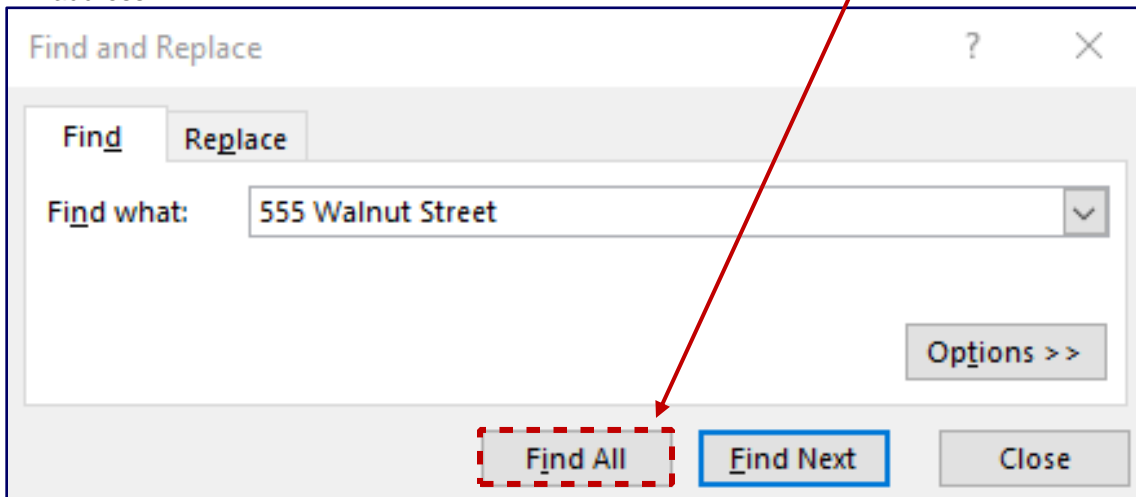 Find and Replace ?
Find Replace
Find what: 555 Walnut Street
Options >>
Find All Find Next Close